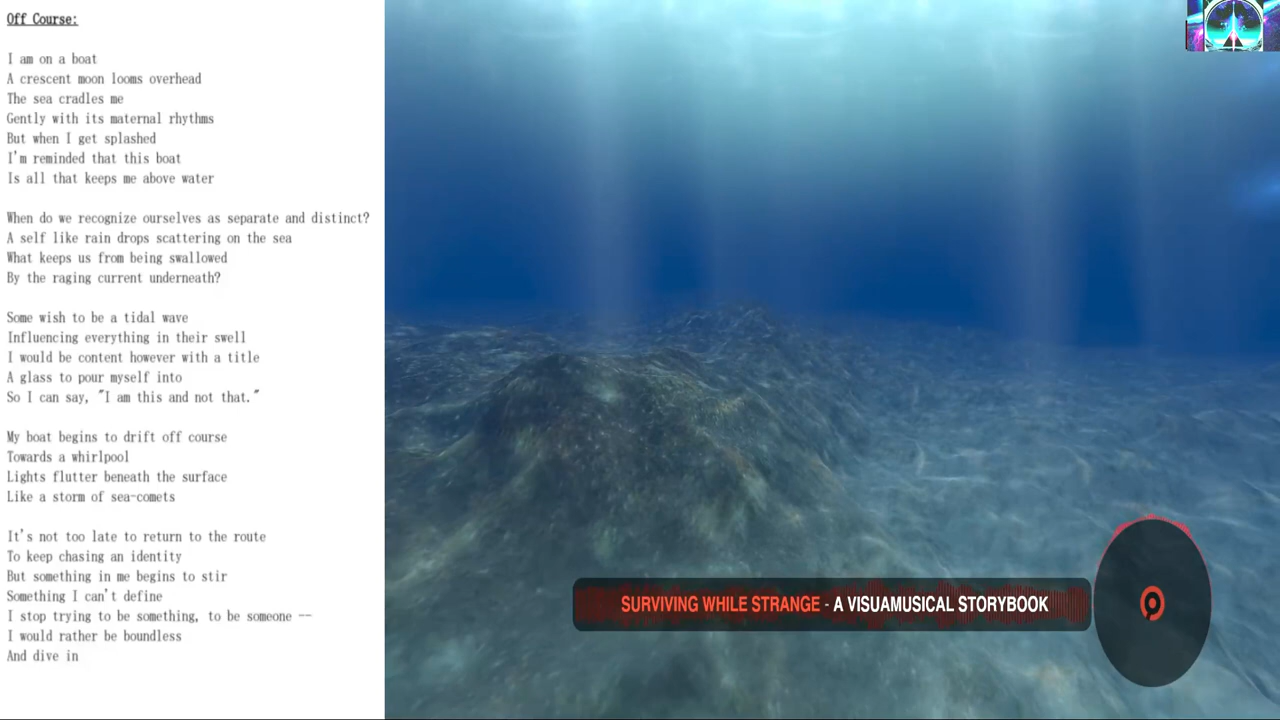 Off Course:
I am on a boat
A crescent moon looms overhead
The sea cradles me
Gently with its maternal rhythms
But when I get splashed
I'm reminded that this boat
Is all that keeps me above water
When do we recognize ourselves as separate and distinct?
A self like rain drops scattering on the sea
What keeps us from being swallowed
By the raging current underneath?
Some wish to be a tidal wave
Influencing everything in their swell
I would be content however with a title
A glass to pour myself into
So I can say, "I am this and not that."
My boat begins to drift off course
Towards a whirlpool
Lights flutter beneath the surface
Like a storm of sea-comets
It's not too late to return to the route
To keep chasing an identity
But something in me begins to stir
Something I can't define
I stop trying to be something, to be someone --
I would rather be boundless
And dive in
SURVIVING WHILE STRANGE - A VISUAMUSICAL STORYBOOK